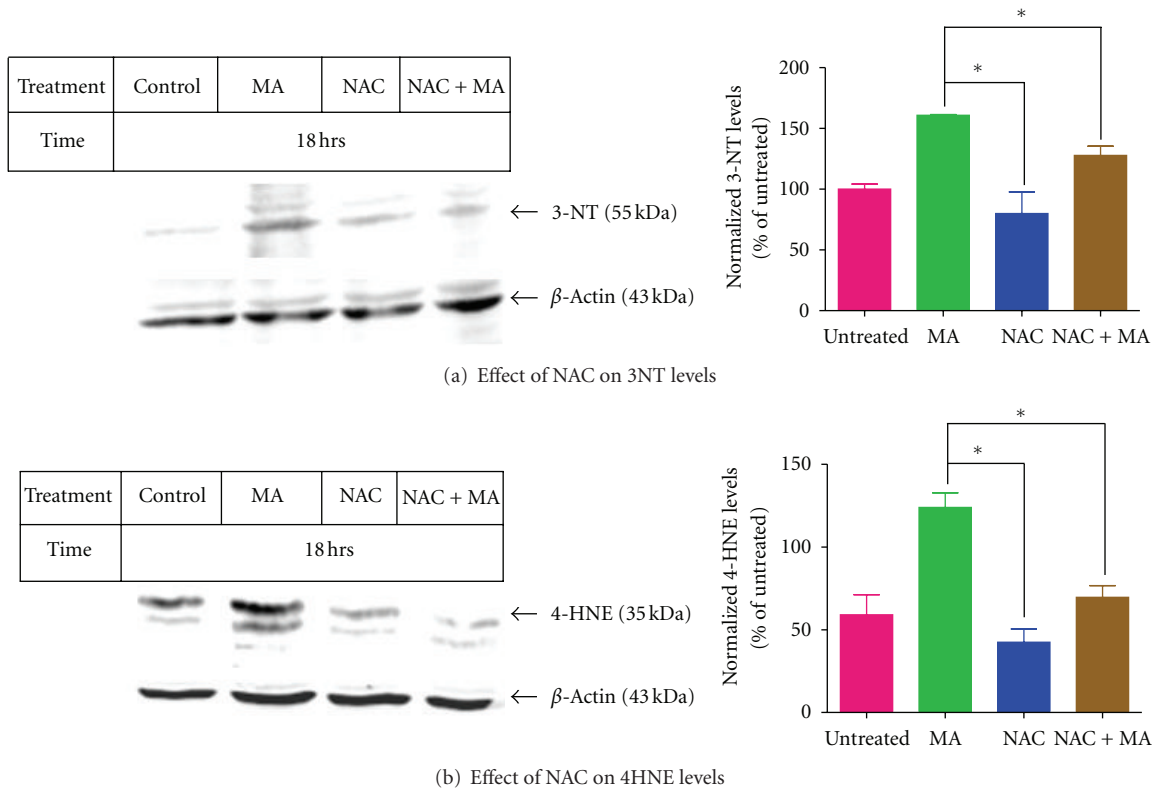 Treatment Control MA NAC NAC + MA
Time 18 hrs
3-NT (55 kDa)
β-Actin (43 kDa)
*
*
Normalized 3-NT levels
(% of untreated)
200
150
100
50
0
Untreated MA NAC NAC + MA
(a) Effect of NAC on 3NT levels
Treatment Control MA NAC NAC + MA
Time 18 hrs
4-HNE (35 kDa)
β-Actin (43 kDa)
*
*
Normalized 4-HNE levels
(% of untreated)
150
100
50
0
Untreated MA NAC NAC + MA
(b) Effect of NAC on 4HNE levels